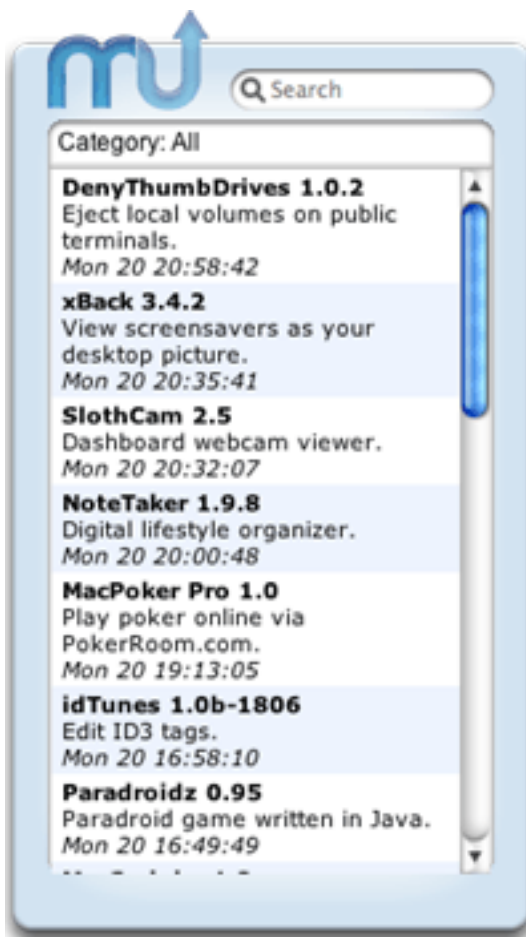 mu
Search
Category: All
DenyThumbDrives 1.0.2
Eject local volumes on public
terminals.
Mon 20 20:58:42
xBack 3.4.2
View screensavers as your
desktop picture.
Mon 20 20:35:41
SlothCam 2.5
Dashboard webcam viewer.
Mon 20 20:32:07
NoteTaker 1.9.8
Digital lifestyle organizer.
Mon 20 20:00:48
MacPoker Pro 1.0
Play poker online via
PokerRoom.com.
Mon 20 19:13:05
idTunes 1.0b-1806
Edit ID3 tags.
Mon 20 16:58:10
Paradroidz 0.95
Paradroid game written in Java.
Mon 20 16:49:49